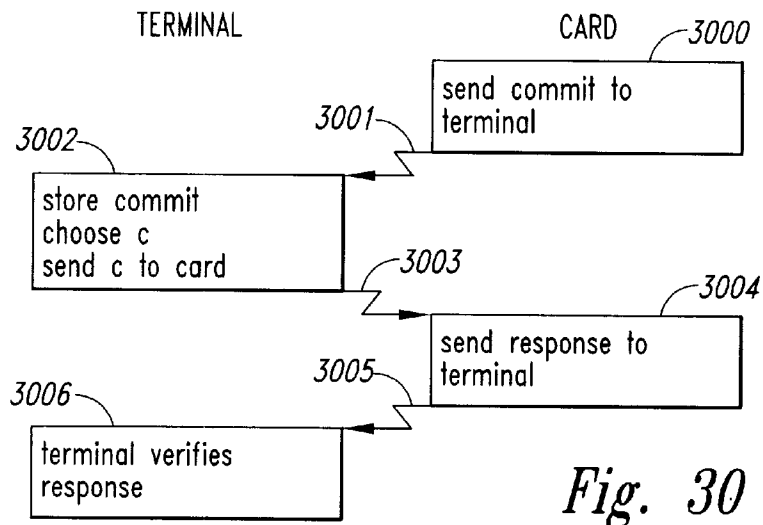 TERMINAL
CARD
3000
send commit to
terminal
3001
3002
store commit
choose c
send c to card
3003
3004
send response to
terminal
3005
3006
terminal verifies
response
Fig. 30